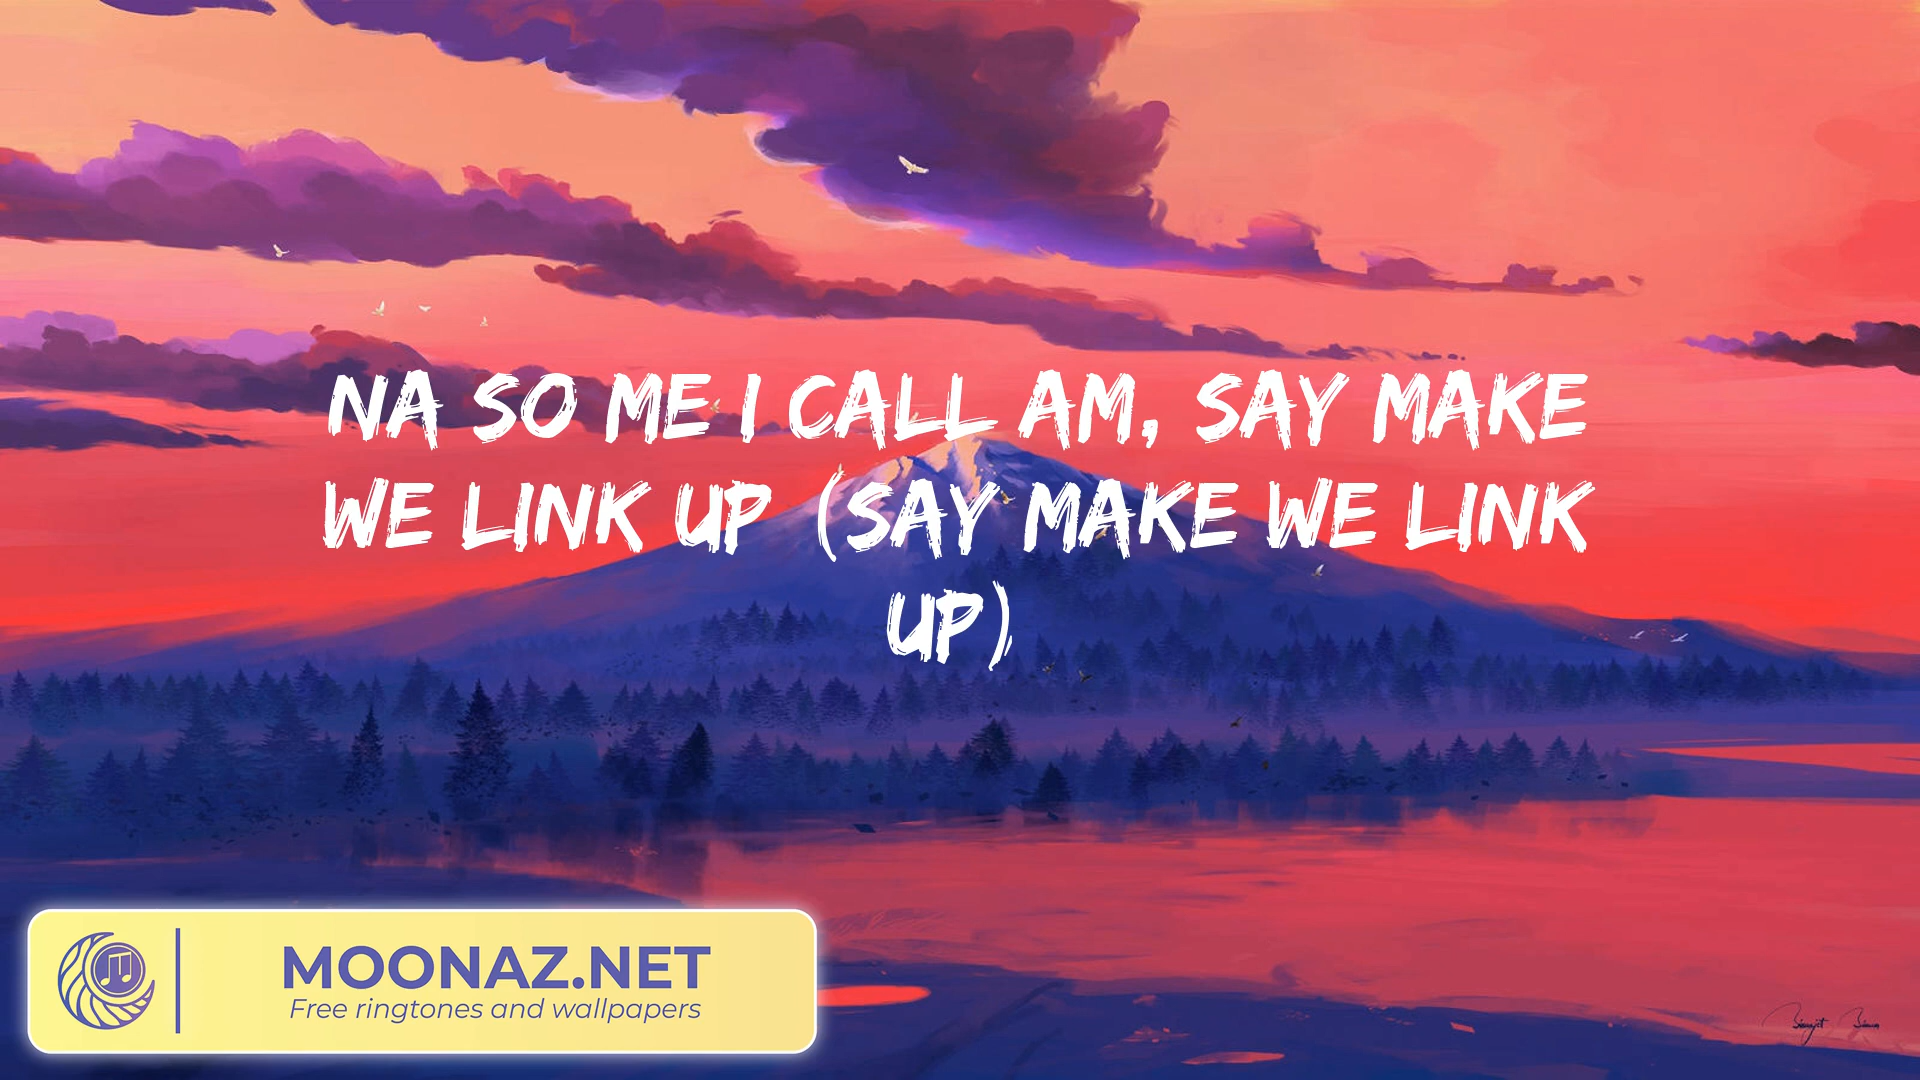 NA SO ME I CALL AM, SAY MAKE
WE LINK UP (SAY MAKE WE LINK
UP)
MOONAZ.NET
Free ringtones and wallpapers